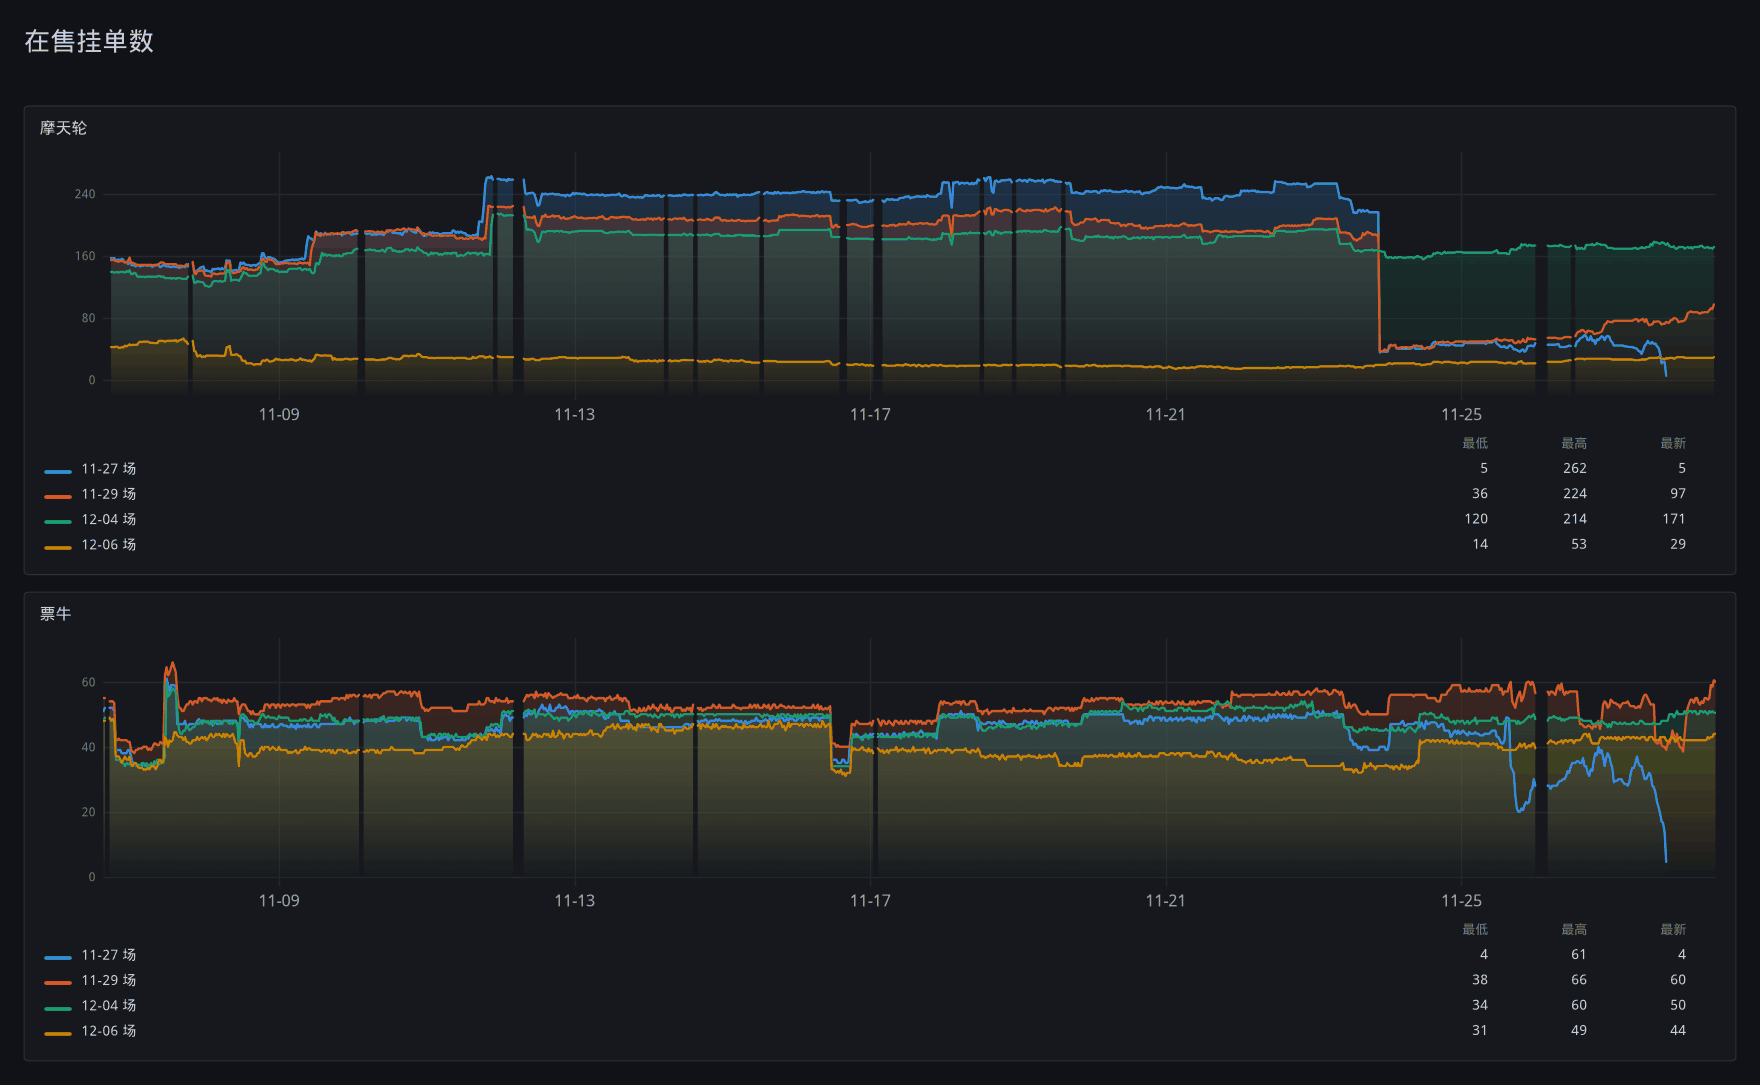 在售挂单数
摩天轮
240
160
80
0
11-09 11-13 11-17 11-21 11-25
最低 最高 最新
11-27 场 5 262 5
11-29 场 36 224 97
12-04 场 120 214 171
12-06 场 14 53 29
票牛
60
40
20
0
11-09 11-13 11-17 11-21 11-25
最低 最高 最新
11-27 场 4 61 4
11-29 场 38 66 60
12-04 场 34 60 50
12-06 场 31 49 44